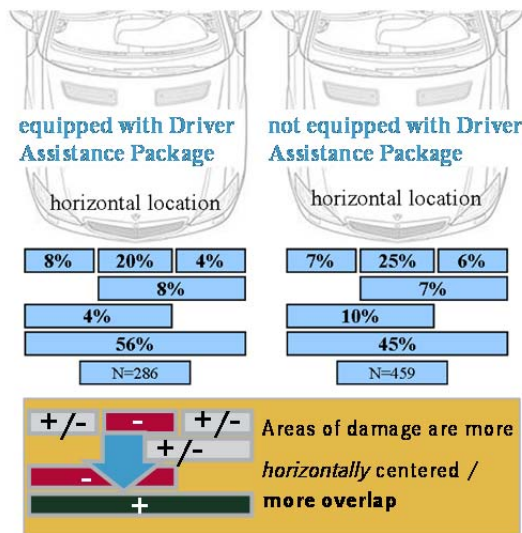 equipped with Driver
Assistance Package
horizontal location
8% 20% 4%
8%
4%
56%
N=286
not equipped with Driver
Assistance Package
horizontal location
7% 25% 6%
7%
10%
45%
N=459
+/- - +/-
+/-
-
+
Areas of damage are more
horizontally centered /
more overlap